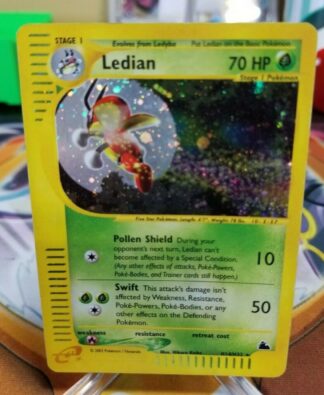 STAGE 1
Evolves from Ledyba
Put Ledian on the Basic Pokémon
Ledian
70 HP
Stage 1 Pokémon
Pollen Shield During your
opponent's next turn, Ledian can't
become affected by a Special Condition.
(Any other effects of attacks, Poké-Powers,
Poké-Bodies, and Trainer cards still happen.)
10
Swift This attack's damage isn't
affected by Weakness, Resistance,
Poké-Powers, Poké-Bodies, or any
other effects on the Defending
Pokémon.
50
weakness
resistance
retreat cost